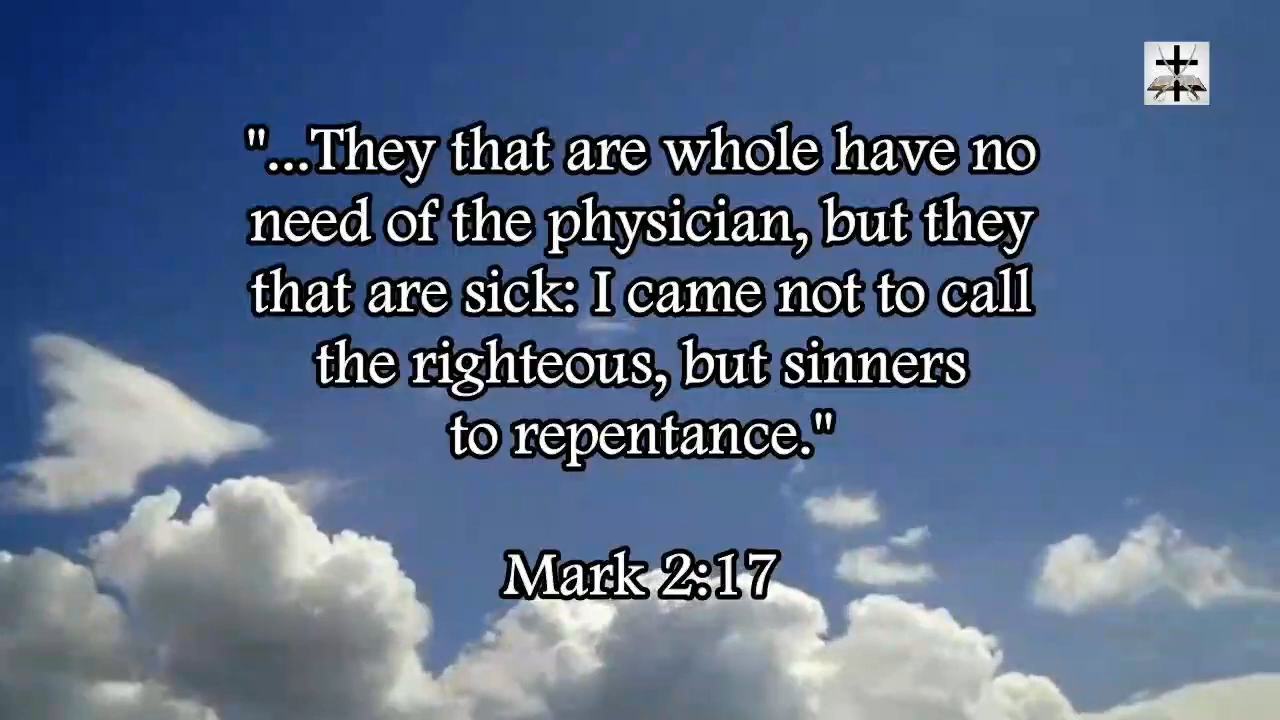 "...They that are whole have no
need of the physician, but they
that are sick: I came not to call
the righteous, but sinners
to repentance."
Mark 2:17